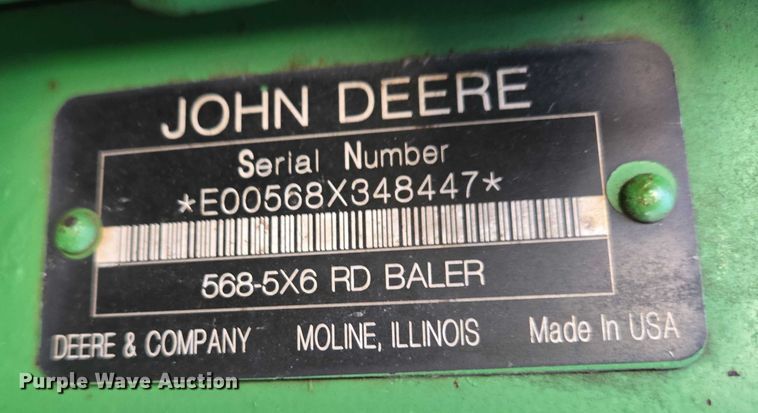 JOHN DEERE
Serial Number
*E00568X348447*
568-5X6 RD BALER
DEERE & COMPANY MOLINE, ILLINOIS Made In USA
Purple Wave Auction